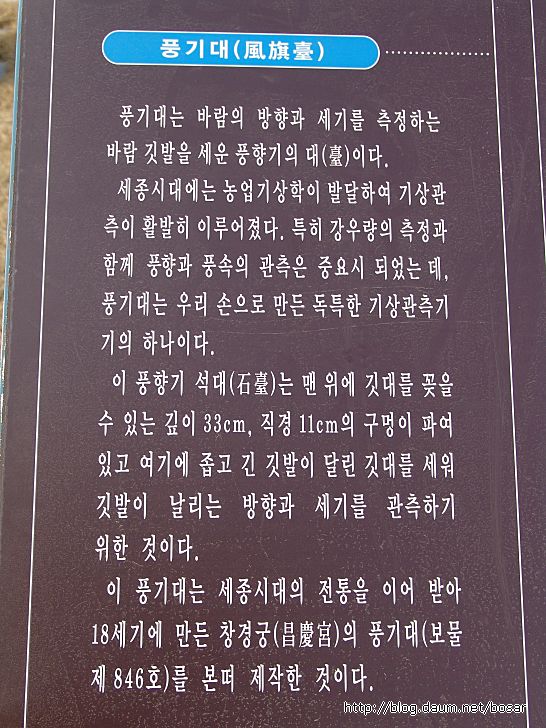 풍기대(風旗臺)
풍기대는 바람의 방향과 세기를 측정하는
바람 깃발을 세운 풍향기의 대(臺)이다.
세종시대에는 농업기상학이 발달하여 기상관
측이 활발히 이루어졌다. 특히 강우량의 측정과
함께 풍향과 풍속의 관측은 중요시 되었는 데,
풍기대는 우리 손으로 만든 독특한 기상관측기
기의 하나이다.
이 풍향기 석대(石臺)는 맨 위에 깃대를 꽂을
수 있는 깊이 33cm, 직경 11cm의 구멍이 파여
있고 여기에 좁고 긴 깃발이 달린 깃대를 세워
깃발이 날리는 방향과 세기를 관측하기
위한 것이다.
이 풍기대는 세종시대의 전통을 이어 받아
18세기에 만든 창경궁(昌慶宮)의 풍기대(보물
제 846호)를 본떠 제작한 것이다.
http://blog.daum.net/bosar